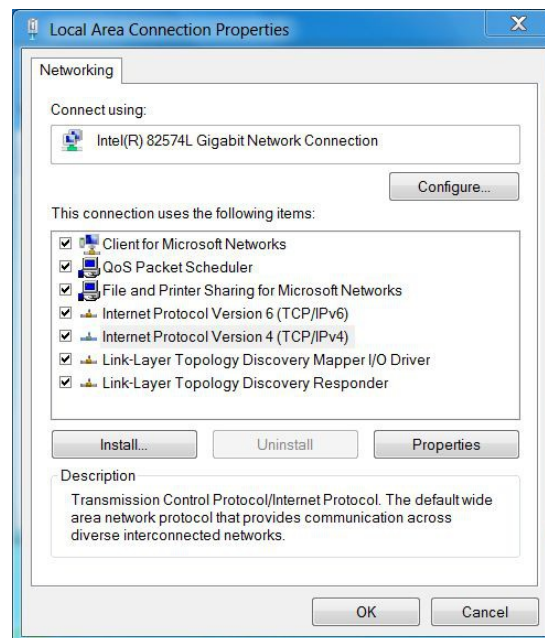 Local Area Connection Properties
X
Networking
Connect using:
Intel(R) 82574L Gigabit Network Connection
Configure...
This connection uses the following items:
Client for Microsoft Networks
QoS Packet Scheduler
File and Printer Sharing for Microsoft Networks
Internet Protocol Version 6 (TCP/IPv6)
Internet Protocol Version 4 (TCP/IPv4)
Link-Layer Topology Discovery Mapper I/O Driver
Link-Layer Topology Discovery Responder
Install...
Uninstall
Properties
Description
Transmission Control Protocol/Internet Protocol. The default wide
area network protocol that provides communication across
diverse interconnected networks.
OK
Cancel